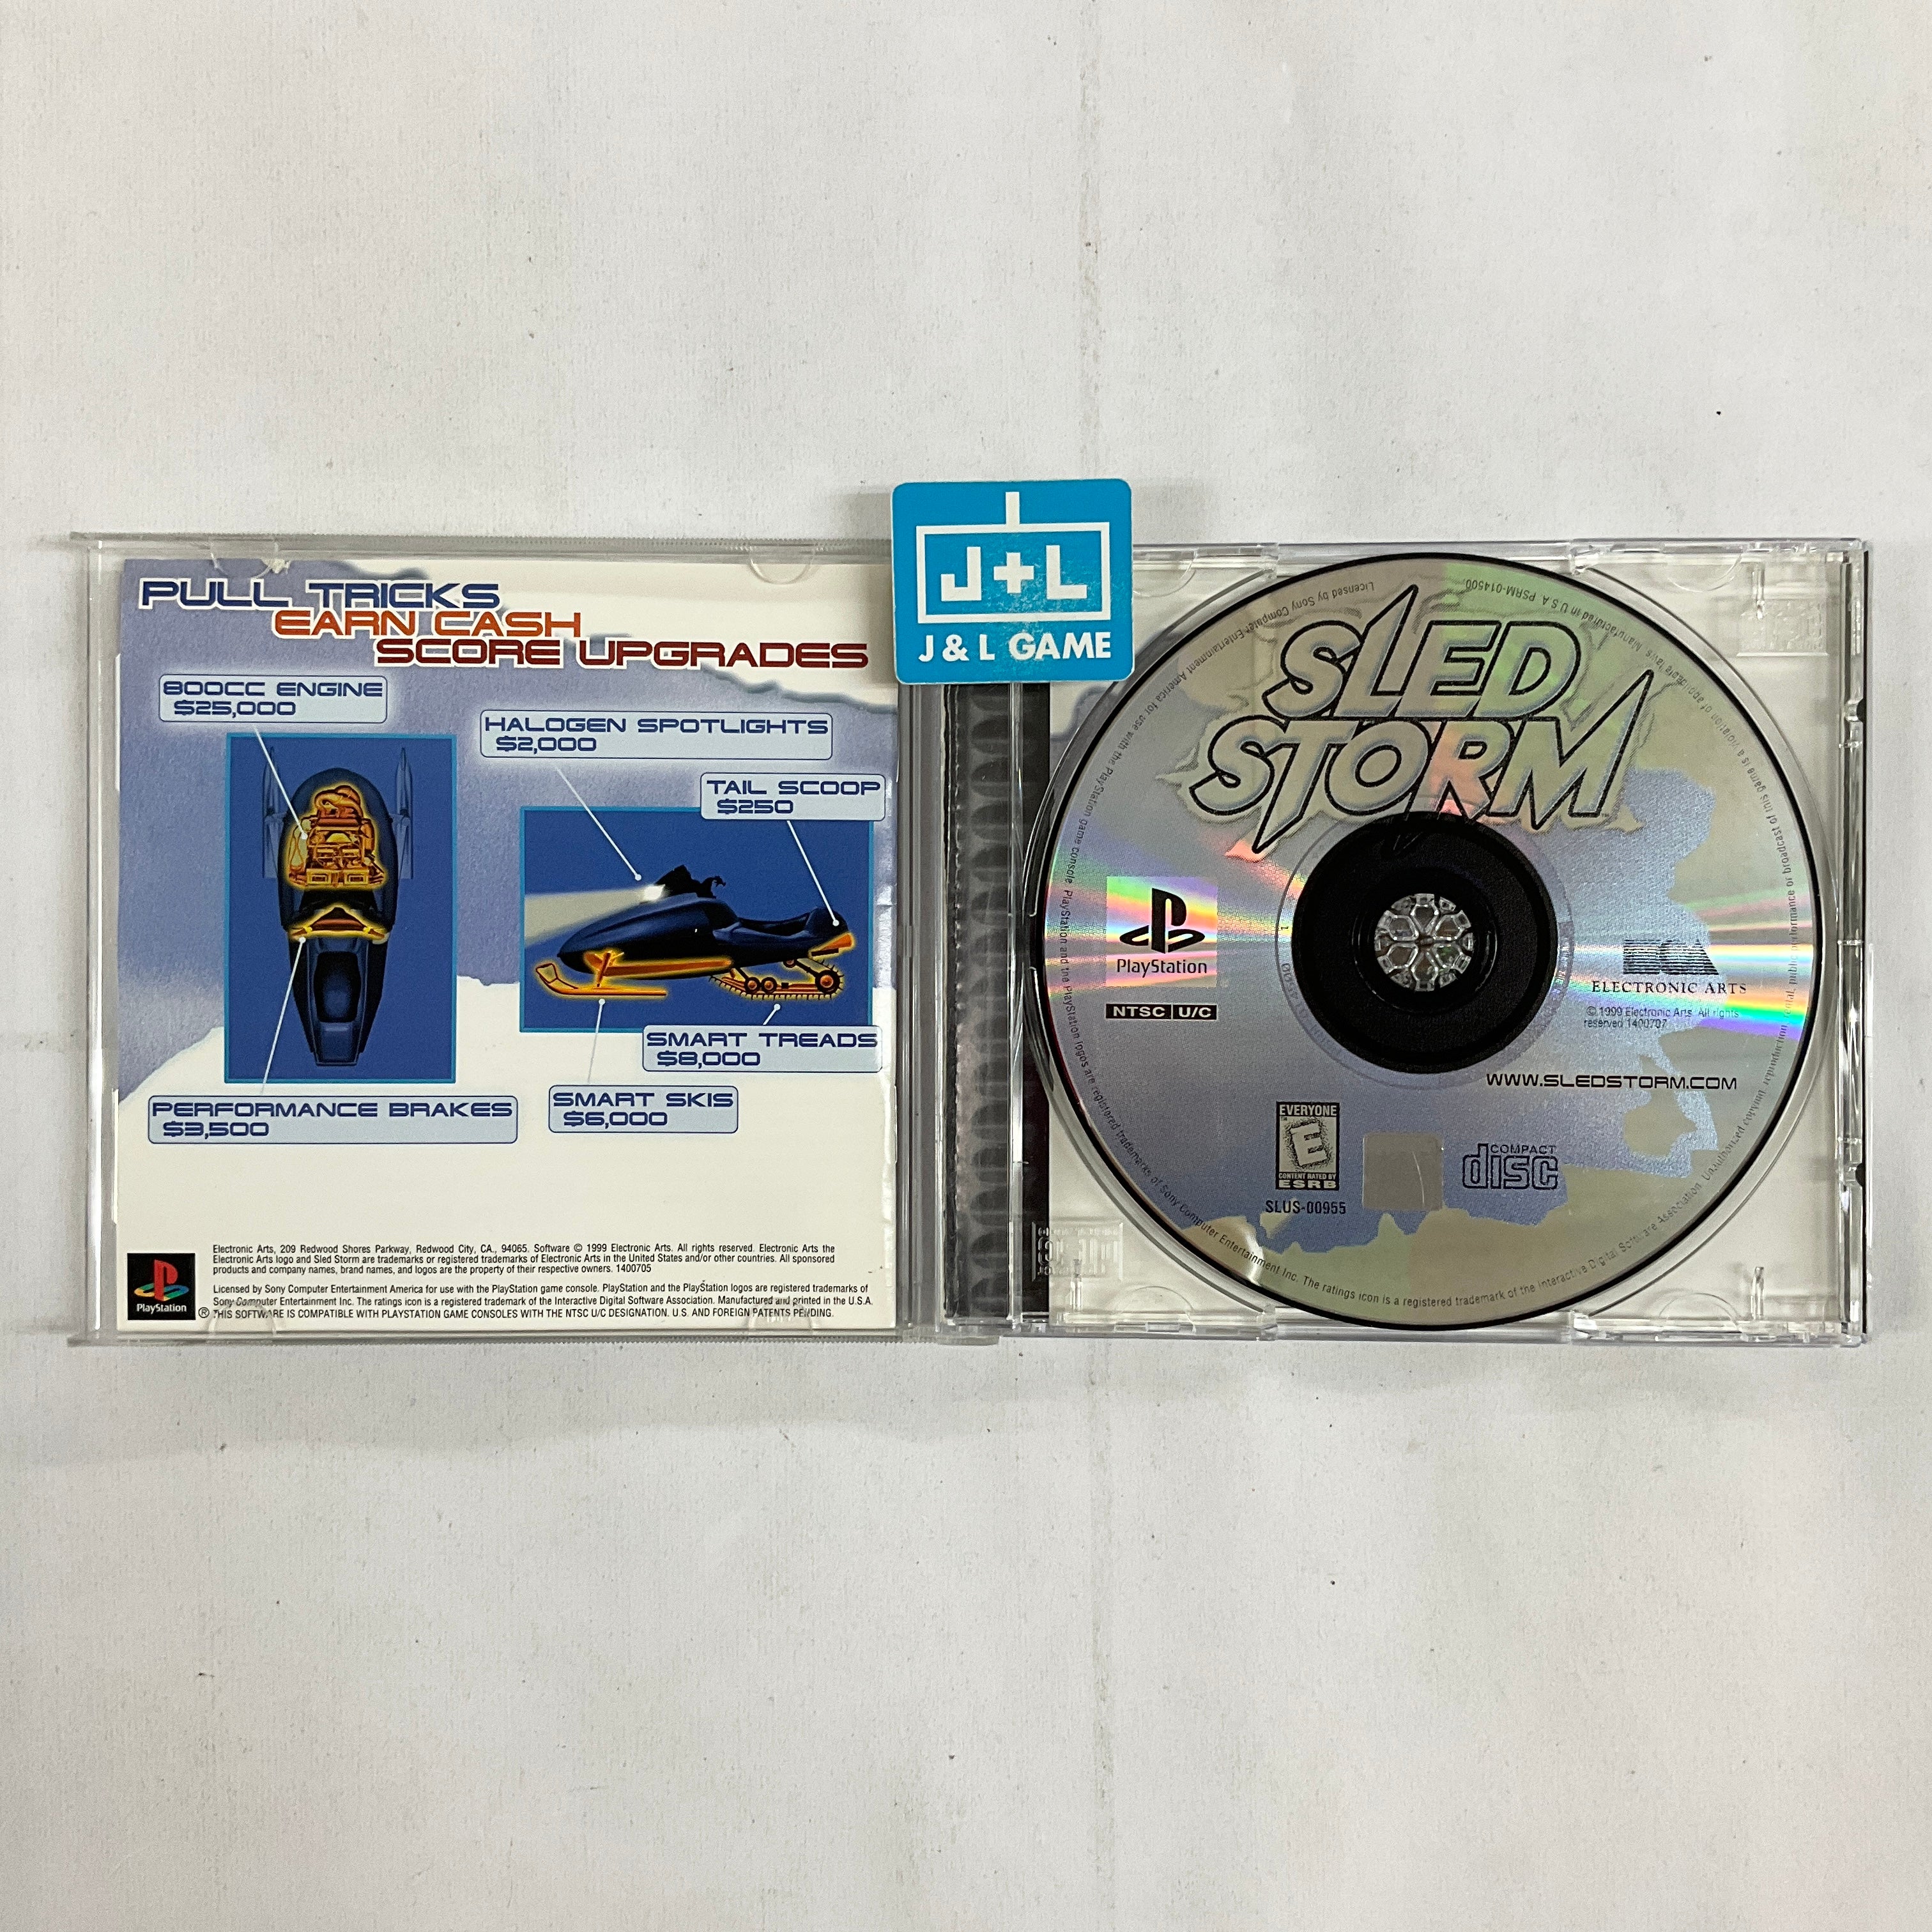 PULL TRICKS
EARN CASH
SCORE UPGRADES
800CC ENGINE
$25,000
HALOGEN SPOTLIGHTS
$2,000
TAIL SCOOP
$250
SMART TREADS
$8,000
SMART SKIS
$6,000
PERFORMANCE BRAKES
$3,500
Electronic Arts, 209 Redwood Shores Parkway, Redwood City, CA., 94065. Software © 1999 Electronic Arts. All rights reserved. Electronic Arts the
Electronic Arts logo and Sled Storm are trademarks or registered trademarks of Electronic Arts in the United States and/or other countries. All sponsored
products and company names, brand names, and logos are the property of their respective owners. 1400705
Licensed by Sony Computer Entertainment America for use with the PlayStation game console. PlayStation and the PlayStation logos are registered trademarks of
Sony Computer Entertainment Inc. The ratings icon is a registered trademark of the Interactive Digital Software Association. Manufactured and printed in the U.S.A.
THIS SOFTWARE IS COMPATIBLE WITH PLAYSTATION GAME CONSOLES WITH THE NTSC U/C DESIGNATION. U.S. AND FOREIGN PATENTS PENDING.
PlayStation
®
J+L
J & L GAME
SLED
STORM
PlayStation
NTSC U/C
EA
ELECTRONIC ARTS
© 1999 Electronic Arts. All rights
reserved 1400707
WWW.SLEDSTORM.COM
EVERYONE
E
CONTENT RATED BY
ESRB
SLUS-00955
COMPACT
disc
Licensed by Sony Computer Entertainment America for use with the PlayStation game console. PlayStation and the PlayStation logos are registered trademarks of Sony Computer Entertainment Inc. The ratings icon is a registered trademark of the Interactive Digital Software Association.
Manufactured in U.S.A. PSRM-014500